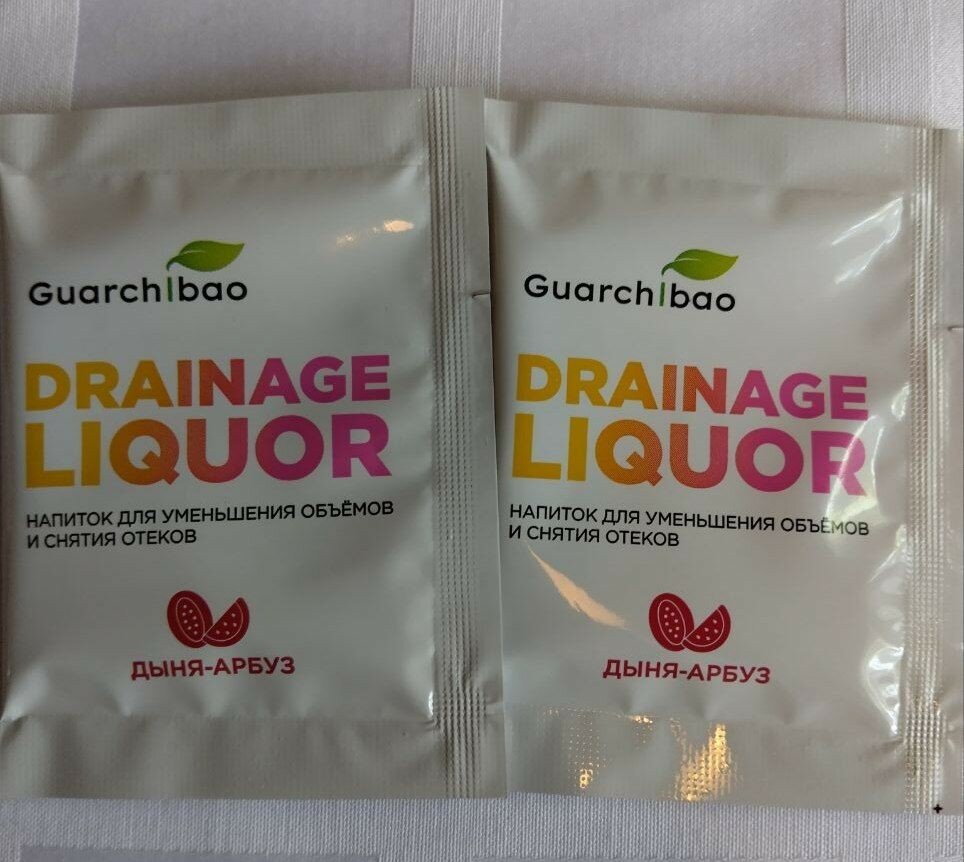 Guarchibao
DRAINAGE
LIQUOR
НАПИТОК ДЛЯ УМЕНЬШЕНИЯ ОБЪЁМОВ
И СНЯТИЯ ОТЕКОВ
ДЫНЯ-АРБУЗ
Guarchibao
DRAINAGE
LIQUOR
НАПИТОК ДЛЯ УМЕНЬШЕНИЯ ОБЪЁМОВ
И СНЯТИЯ ОТЕКОВ
ДЫНЯ-АРБУЗ